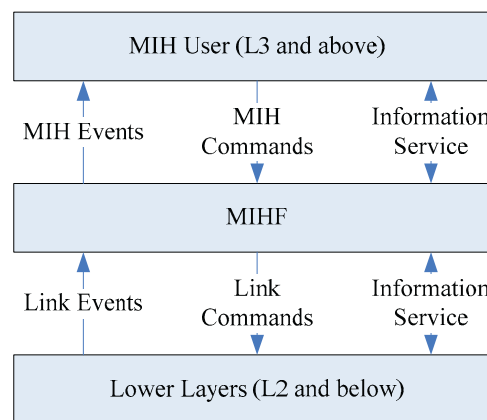 MIH User (L3 and above)
MIH Events
MIH
Commands
Information
Service
MIHF
Link Events
Link
Commands
Information
Service
Lower Layers (L2 and below)